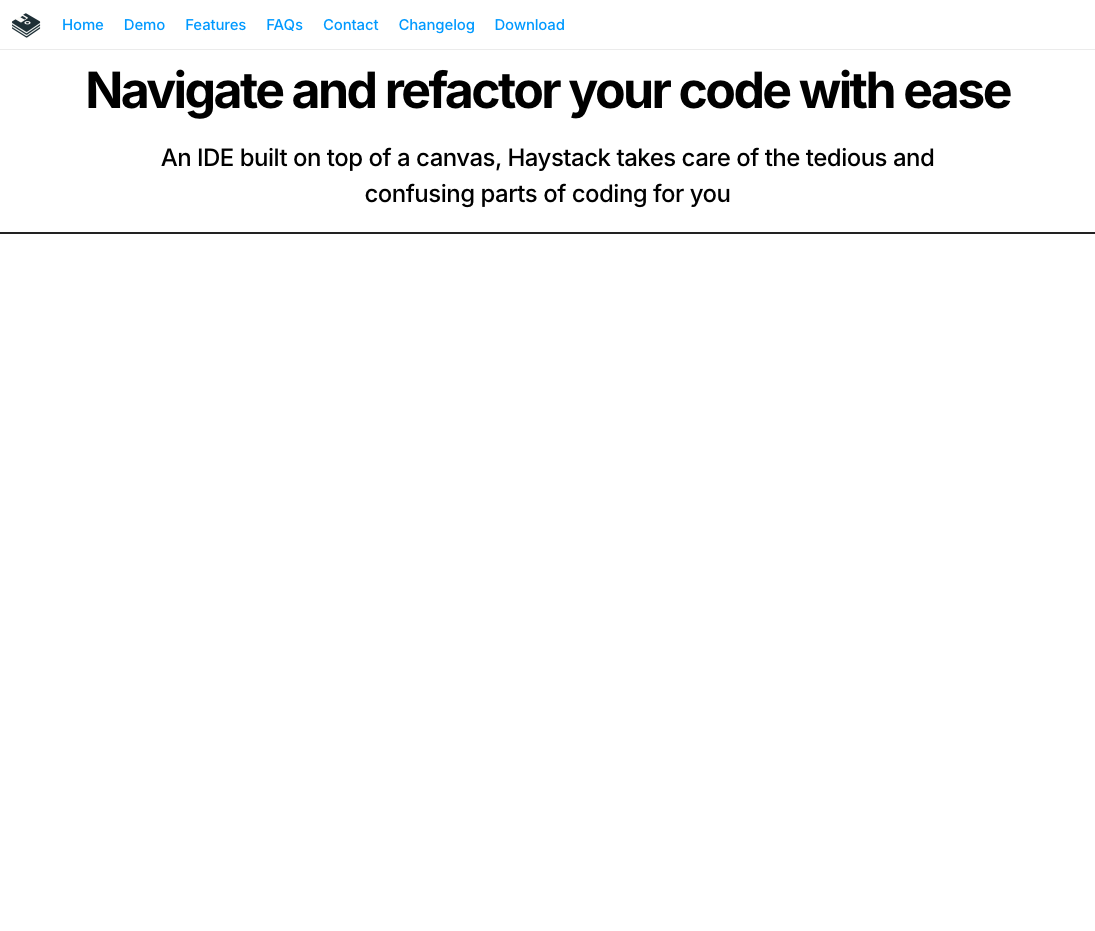 Home Demo Features FAQs Contact Changelog Download
Navigate and refactor your code with ease
An IDE built on top of a canvas, Haystack takes care of the tedious and
confusing parts of coding for you